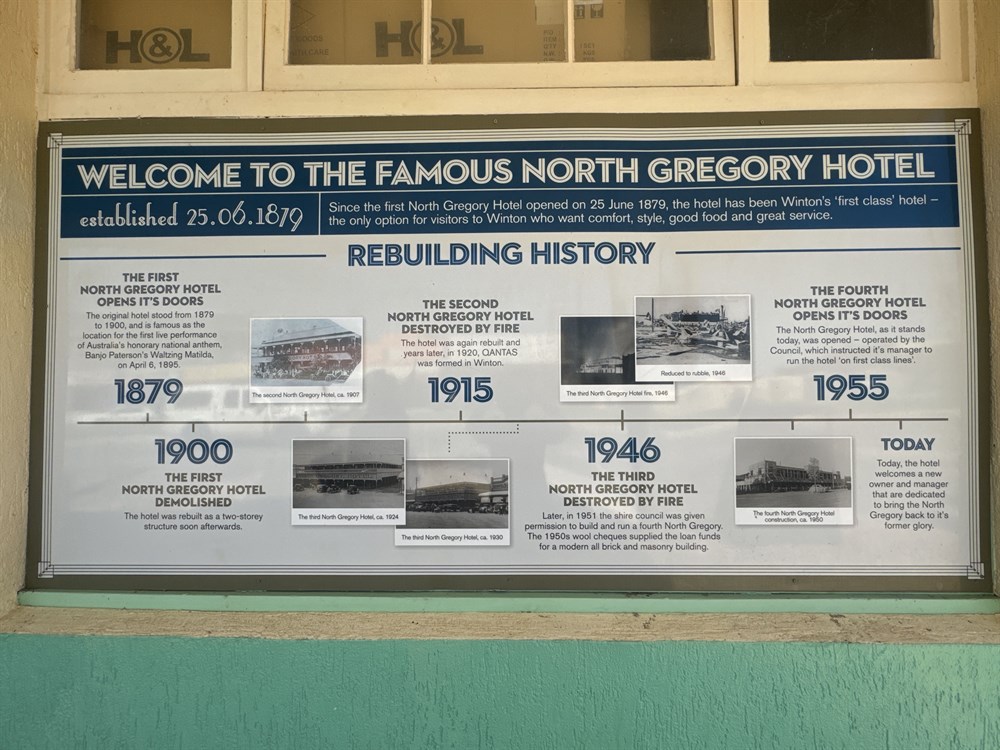 H&L
H&L
WELCOME TO THE FAMOUS NORTH GREGORY HOTEL
established 25.06.1879
Since the first North Gregory Hotel opened on 25 June 1879, the hotel has been Winton's 'first class' hotel –
the only option for visitors to Winton who want comfort, style, good food and great service.
REBUILDING HISTORY
THE FIRST
NORTH GREGORY HOTEL
OPENS IT'S DOORS
The original hotel stood from 1879
to 1900, and is famous as the
location for the first live performance
of Australia's honorary national anthem,
Banjo Paterson's Waltzing Matilda,
on April 6, 1895.
1879
The second North Gregory Hotel, ca. 1907
THE SECOND
NORTH GREGORY HOTEL
DESTROYED BY FIRE
The hotel was again rebuilt and
years later, in 1920, QANTAS
was formed in Winton.
1915
The third North Gregory Hotel fire, 1946
Reduced to rubble, 1946
THE FOURTH
NORTH GREGORY HOTEL
OPENS IT'S DOORS
The North Gregory Hotel, as it stands
today, was opened – operated by the
Council, which instructed it's manager to
run the hotel 'on first class lines'.
1955
1900
THE FIRST
NORTH GREGORY HOTEL
DEMOLISHED
The hotel was rebuilt as a two-storey
structure soon afterwards.
The third North Gregory Hotel, ca. 1924
The third North Gregory Hotel, ca. 1930
1946
THE THIRD
NORTH GREGORY HOTEL
DESTROYED BY FIRE
Later, in 1951 the shire council was given
permission to build and run a fourth North Gregory.
The 1950s wool cheques supplied the loan funds
for a modern all brick and masonry building.
The fourth North Gregory Hotel
construction, ca. 1950
TODAY
Today, the hotel
welcomes a new
owner and manager
that are dedicated
to bring the North
Gregory back to it's
former glory.